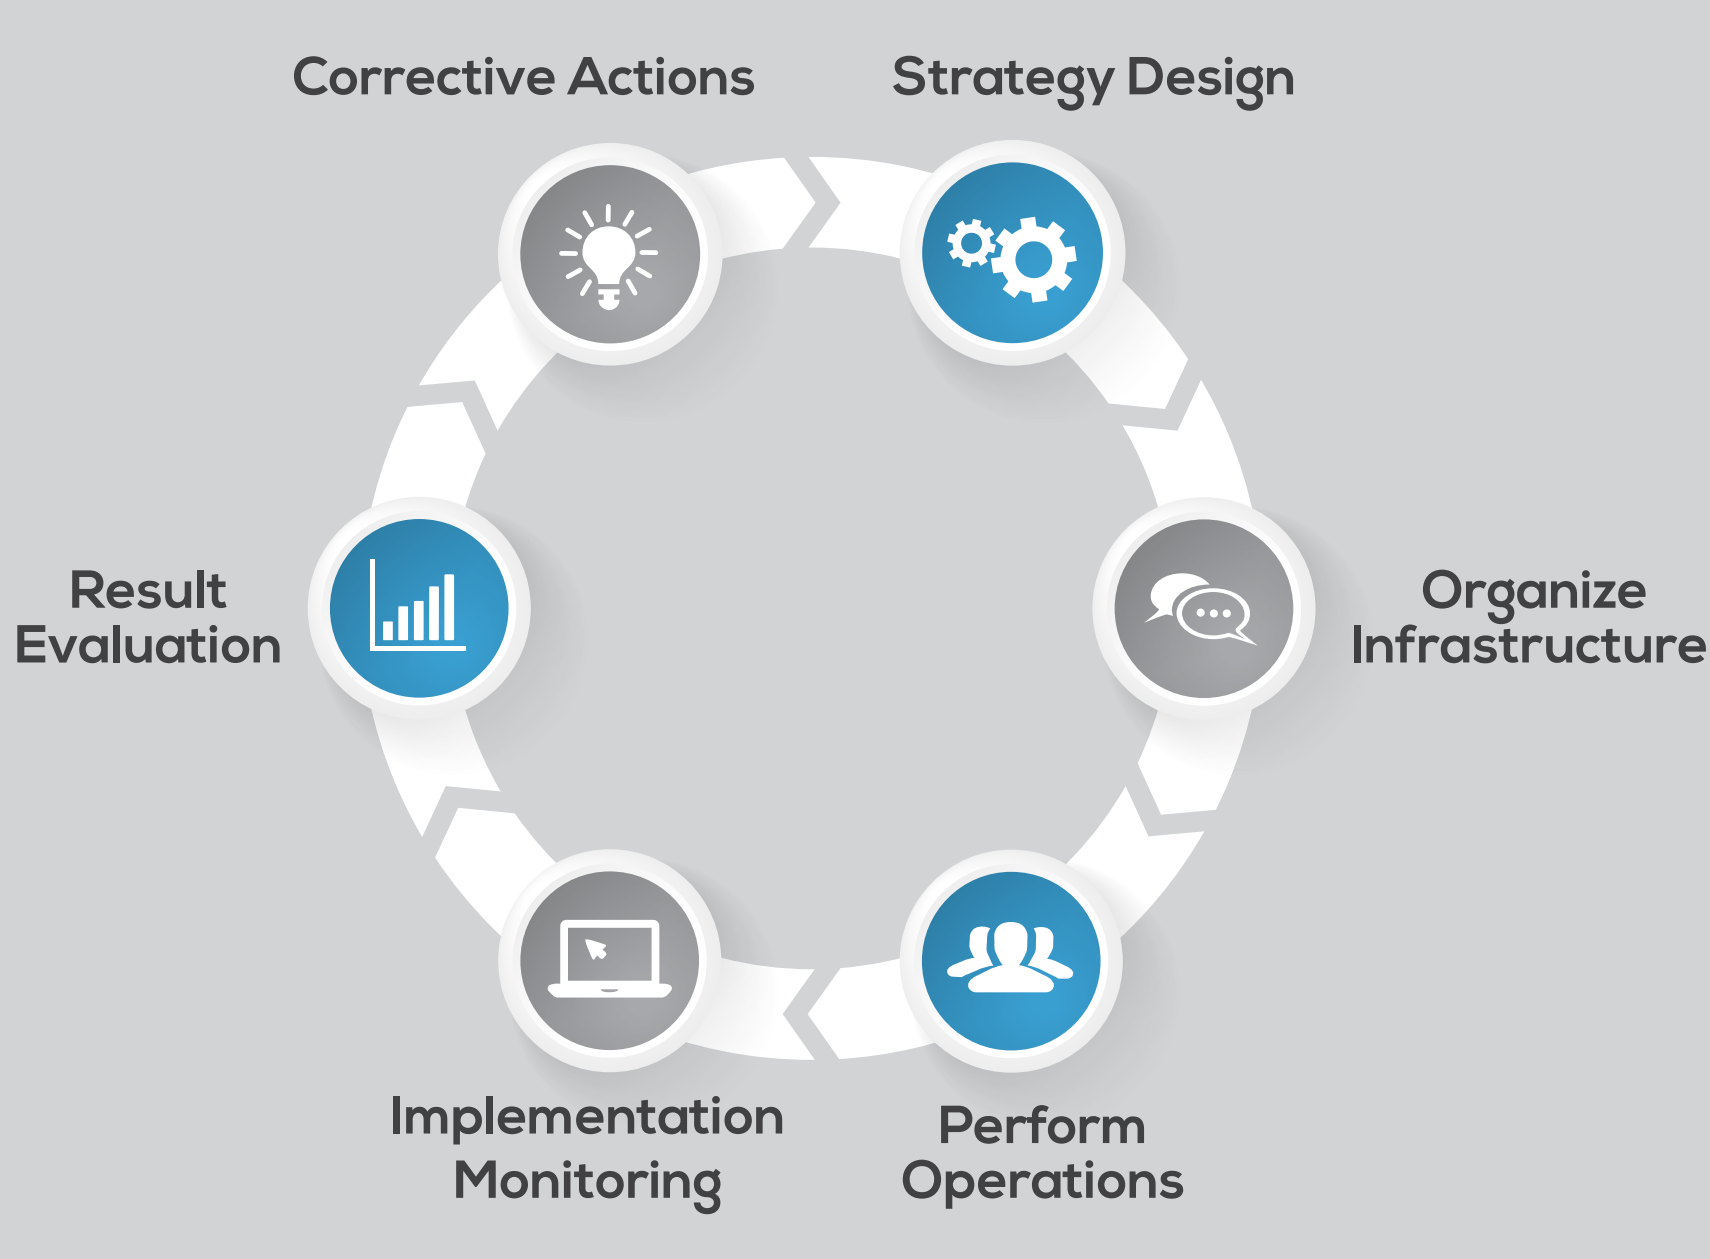 Corrective Actions
Strategy Design
Organize
Infrastructure
Perform
Operations
Implementation
Monitoring
Result
Evaluation